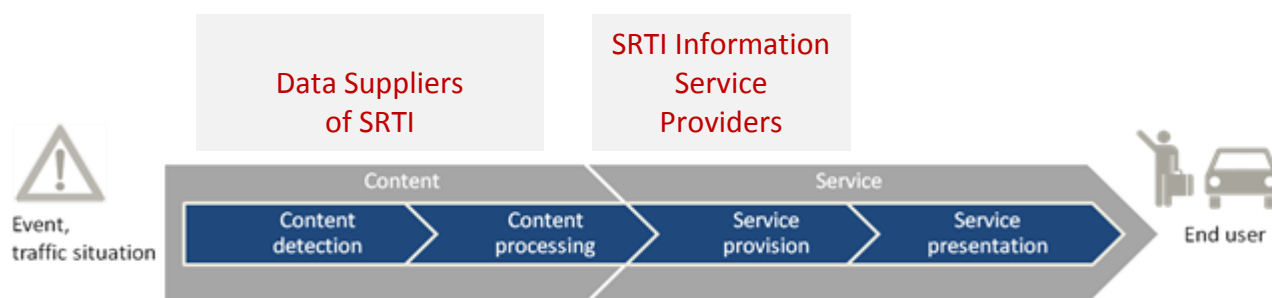 Data Suppliers
of SRTI
SRTI Information
Service
Providers
Event,
traffic situation
Content
Service
Content
detection
Content
processing
Service
provision
Service
presentation
End user